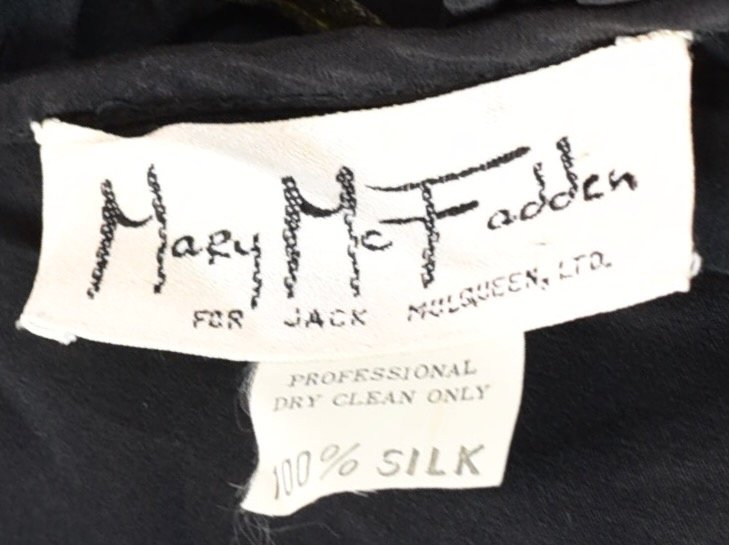 Mary McFadden
FOR JACK MULQUEEN, LTD.
PROFESSIONAL
DRY CLEAN ONLY
100% SILK